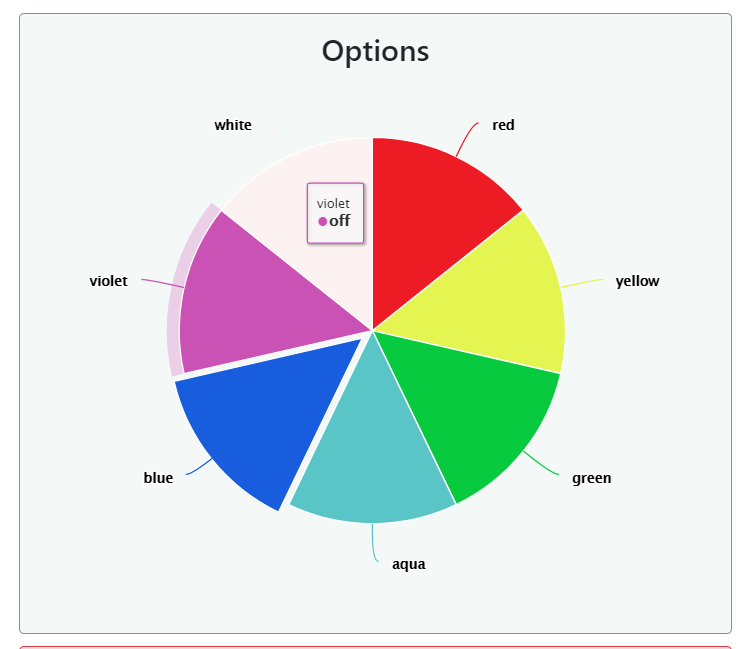 Options
white
red
violet
off
violet
yellow
blue
green
aqua